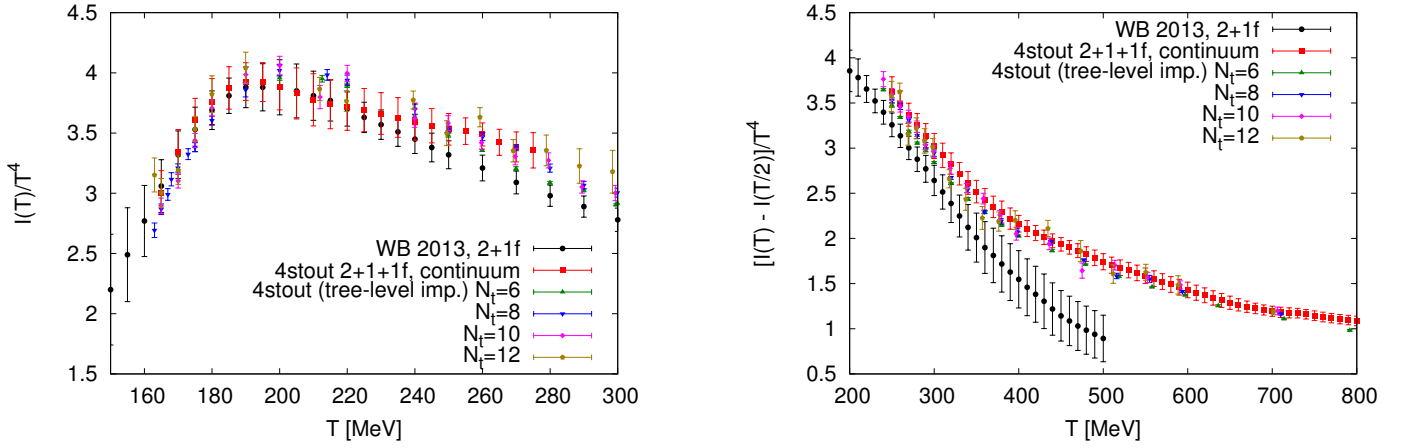 I(T)/T^4
4.5
4
3.5
3
2.5
2
1.5
160 180 200 220 240 260 280 300
T [MeV]
WB 2013, 2+1f
4stout 2+1+1f, continuum
4stout (tree-level imp.) N_t=6
N_t=8
N_t=10
N_t=12
[I(T) - I(T/2)]/T^4
4.5
4
3.5
3
2.5
2
1.5
1
0.5
200 300 400 500 600 700 800
T [MeV]
WB 2013, 2+1f
4stout 2+1+1f, continuum
4stout (tree-level imp.) N_t=6
N_t=8
N_t=10
N_t=12